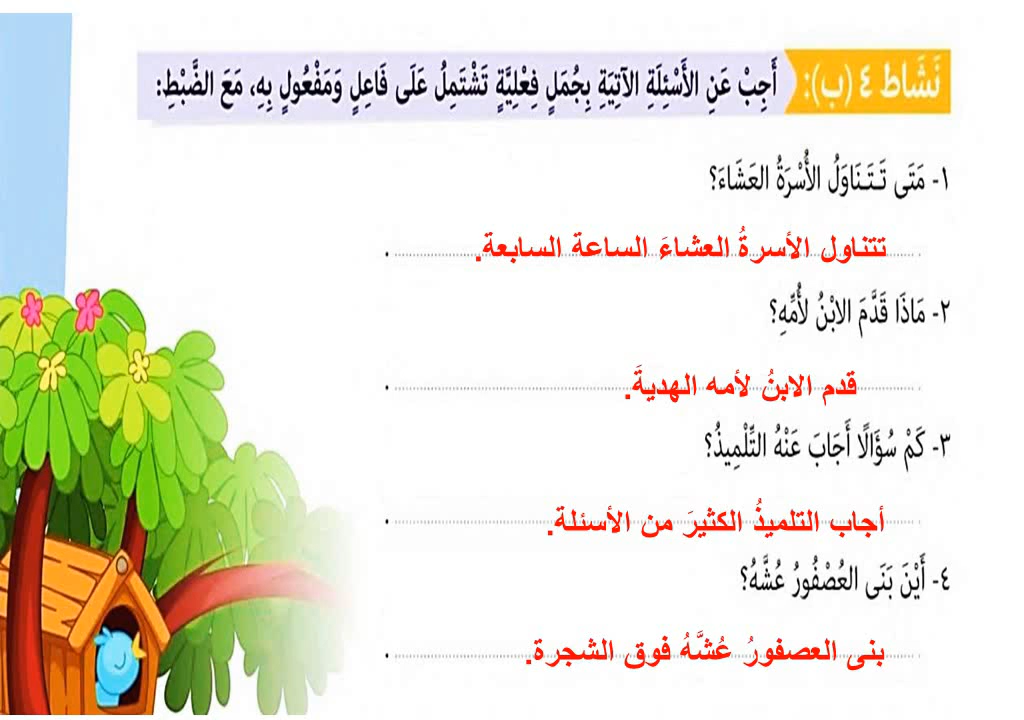 نَشَاط ٤ (ب): أَجِبْ عَنِ الأَسْئِلَةِ الآتِيَةِ بِجُمَلٍ فِعْلِيَّةٍ تَشْتَمِلُ عَلَى فَاعِلٍ وَمَفْعُولٍ بِهِ، مَعَ الضَّبْطِ:
١- مَتَى تَتَنَاوَلُ الأُسْرَةُ العَشَاءَ؟
تتناول الأسرةُ العشاءَ الساعة السابعة.
٢- مَاذَا قَدَّمَ الابْنُ لأُمِّهِ؟
قدم الابنُ لأمه الهديةَ.
٣- كَمْ سُؤَالًا أَجَابَ عَنْهُ التِّلْمِيذُ؟
أجاب التلميذُ الكثيرَ من الأسئلة.
٤- أَيْنَ بَنَى العُصْفُورُ عُشَّهُ؟
بنى العصفورُ عُشَّهُ فوق الشجرة.